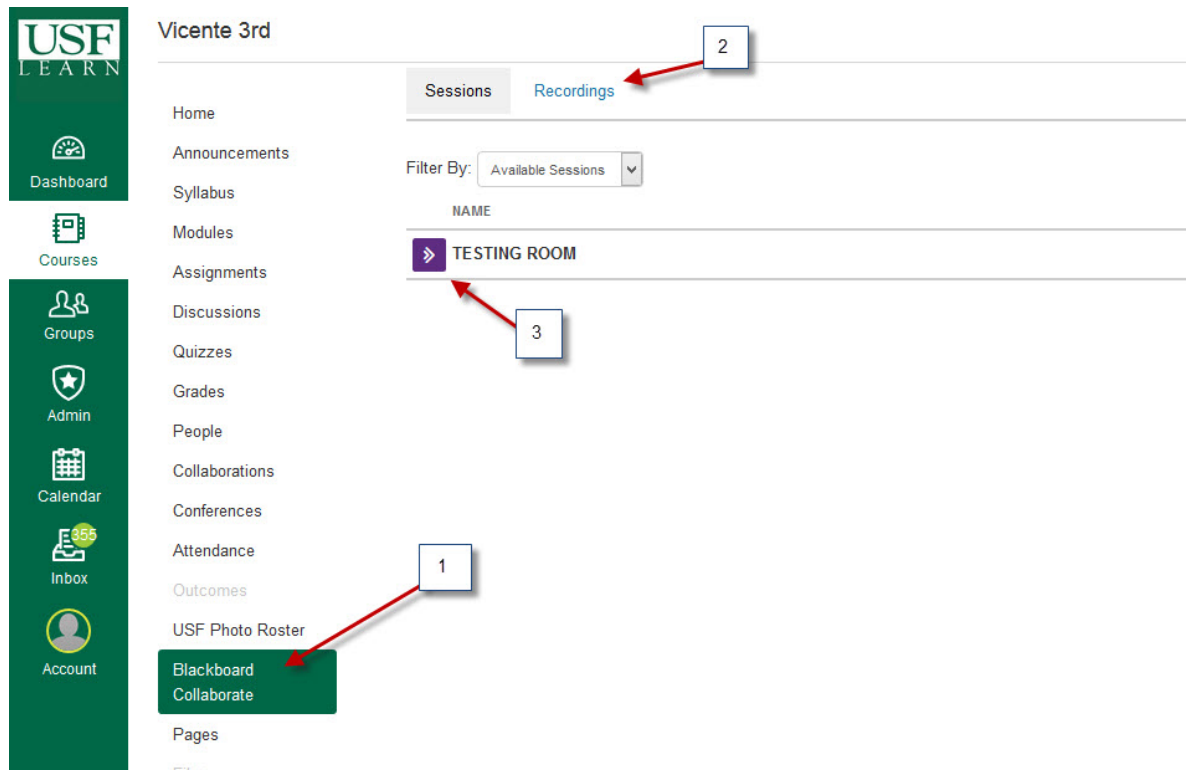 USF
LEARN
Dashboard
Courses
Groups
Admin
Calendar
355
Inbox
Account
Vicente 3rd
Home
Announcements
Syllabus
Modules
Assignments
Discussions
Quizzes
Grades
People
Collaborations
Conferences
Attendance
Outcomes
USF Photo Roster
Blackboard
Collaborate
Pages
1
2
Sessions Recordings
Filter By: Available Sessions
NAME
TESTING ROOM
3